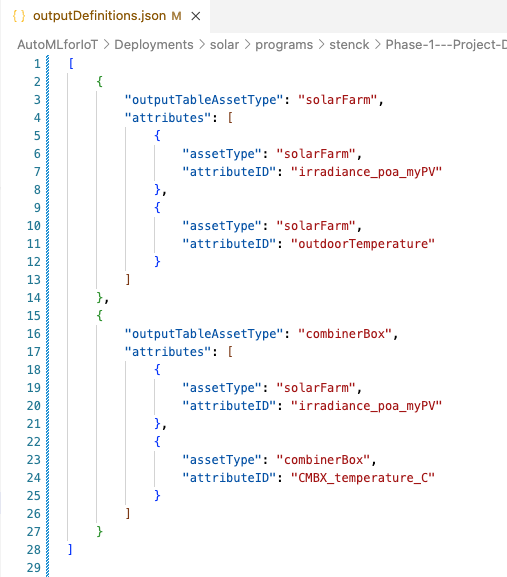 { } outputDefinitions.json M ×
AutoMLforIoT > Deployments > solar > programs > stenck > Phase-1---Project-D
1 [
2 {
3 "outputTableAssetType": "solarFarm",
4 "attributes": [
5 {
6 "assetType": "solarFarm",
7 "attributeID": "irradiance_poa_myPV"
8 },
9 {
10 "assetType": "solarFarm",
11 "attributeID": "outdoorTemperature"
12 }
13 ]
14 },
15 {
16 "outputTableAssetType": "combinerBox",
17 "attributes": [
18 {
19 "assetType": "solarFarm",
20 "attributeID": "irradiance_poa_myPV"
21 },
22 {
23 "assetType": "combinerBox",
24 "attributeID": "CMBX_temperature_C"
25 }
26 ]
27 }
28 ]
29